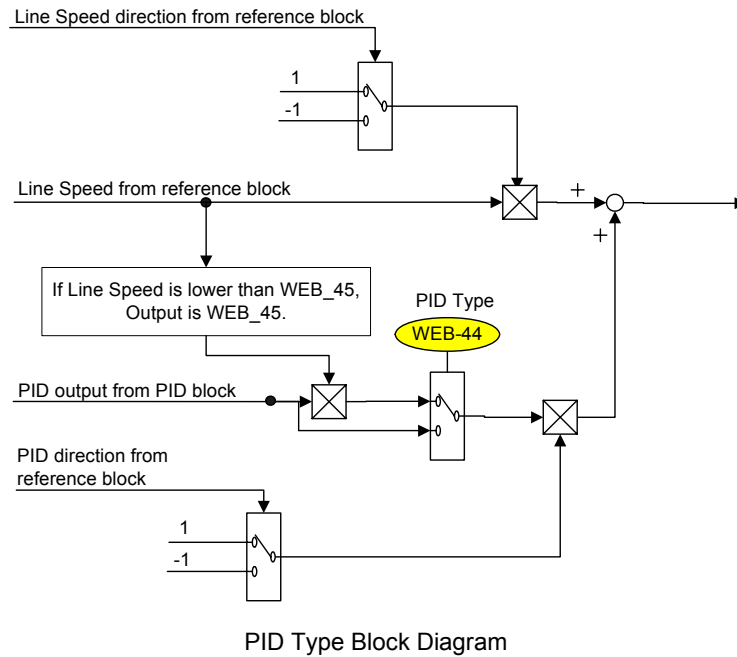 Line Speed direction from reference block
1
-1
Line Speed from reference block
+
+
If Line Speed is lower than WEB_45,
Output is WEB_45.
PID Type
WEB-44
PID output from PID block
PID direction from
reference block
1
-1
PID Type Block Diagram